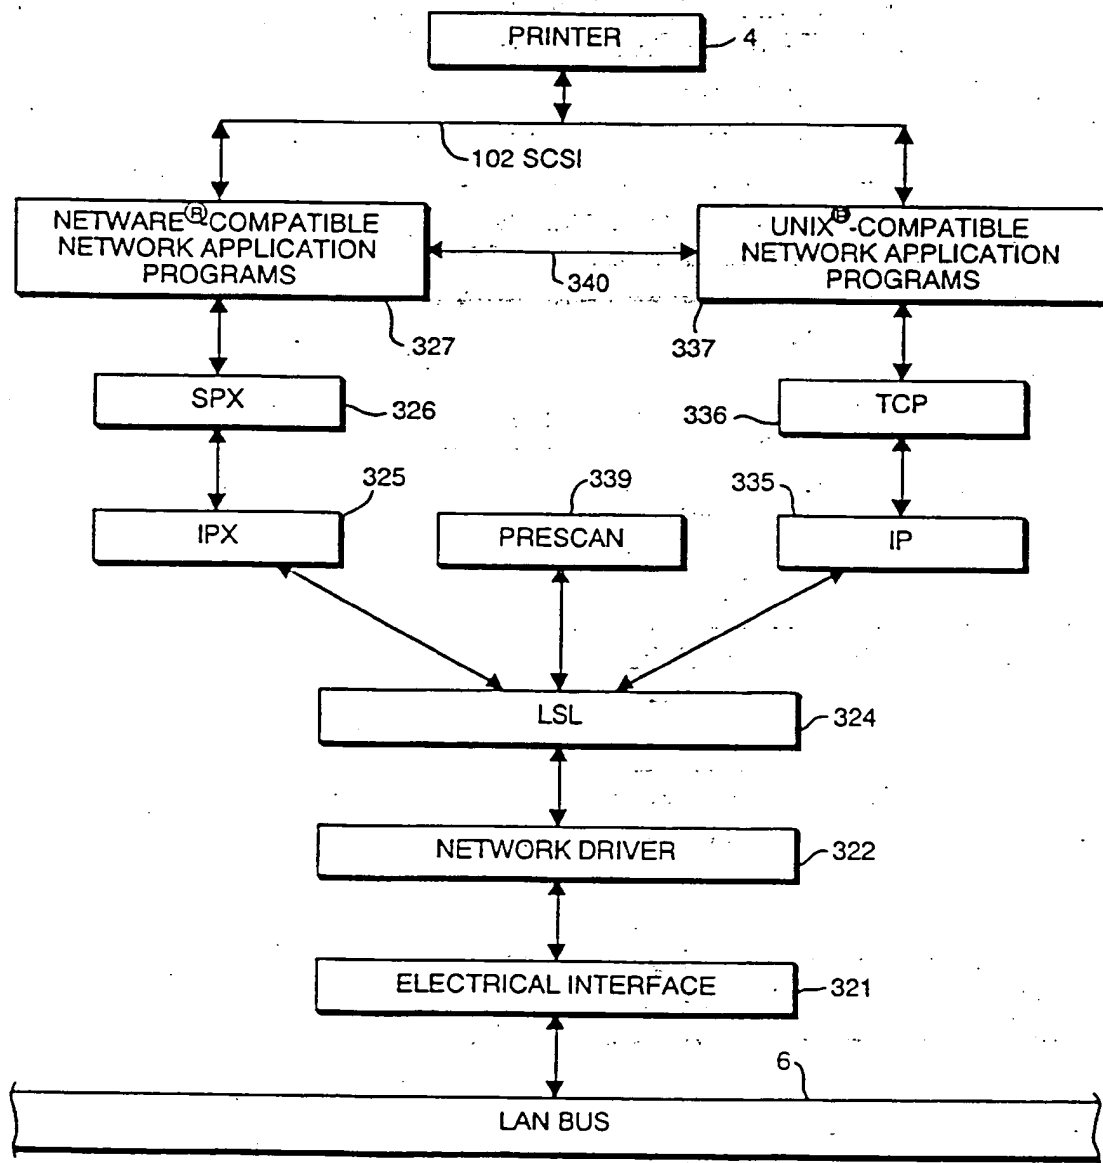 PRINTER
4
102 SCSI
NETWARE®-COMPATIBLE
NETWORK APPLICATION
PROGRAMS
UNIX®-COMPATIBLE
NETWORK APPLICATION
PROGRAMS
340
327
337
SPX
326
TCP
336
325
339
335
IPX
PRESCAN
IP
LSL
324
NETWORK DRIVER
322
ELECTRICAL INTERFACE
321
6
LAN BUS